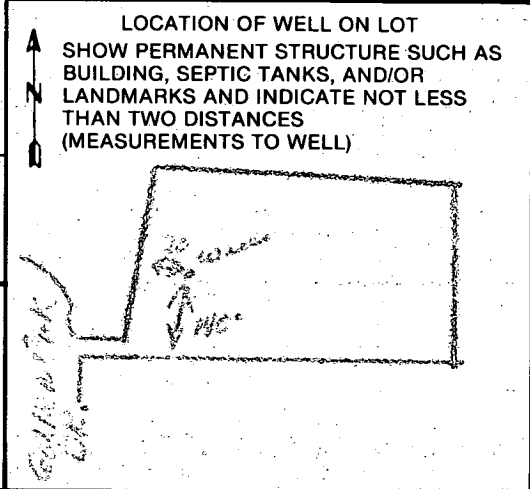 LOCATION OF WELL ON LOT
SHOW PERMANENT STRUCTURE SUCH AS
BUILDING, SEPTIC TANKS, AND/OR
LANDMARKS AND INDICATE NOT LESS
THAN TWO DISTANCES
(MEASUREMENTS TO WELL)
N